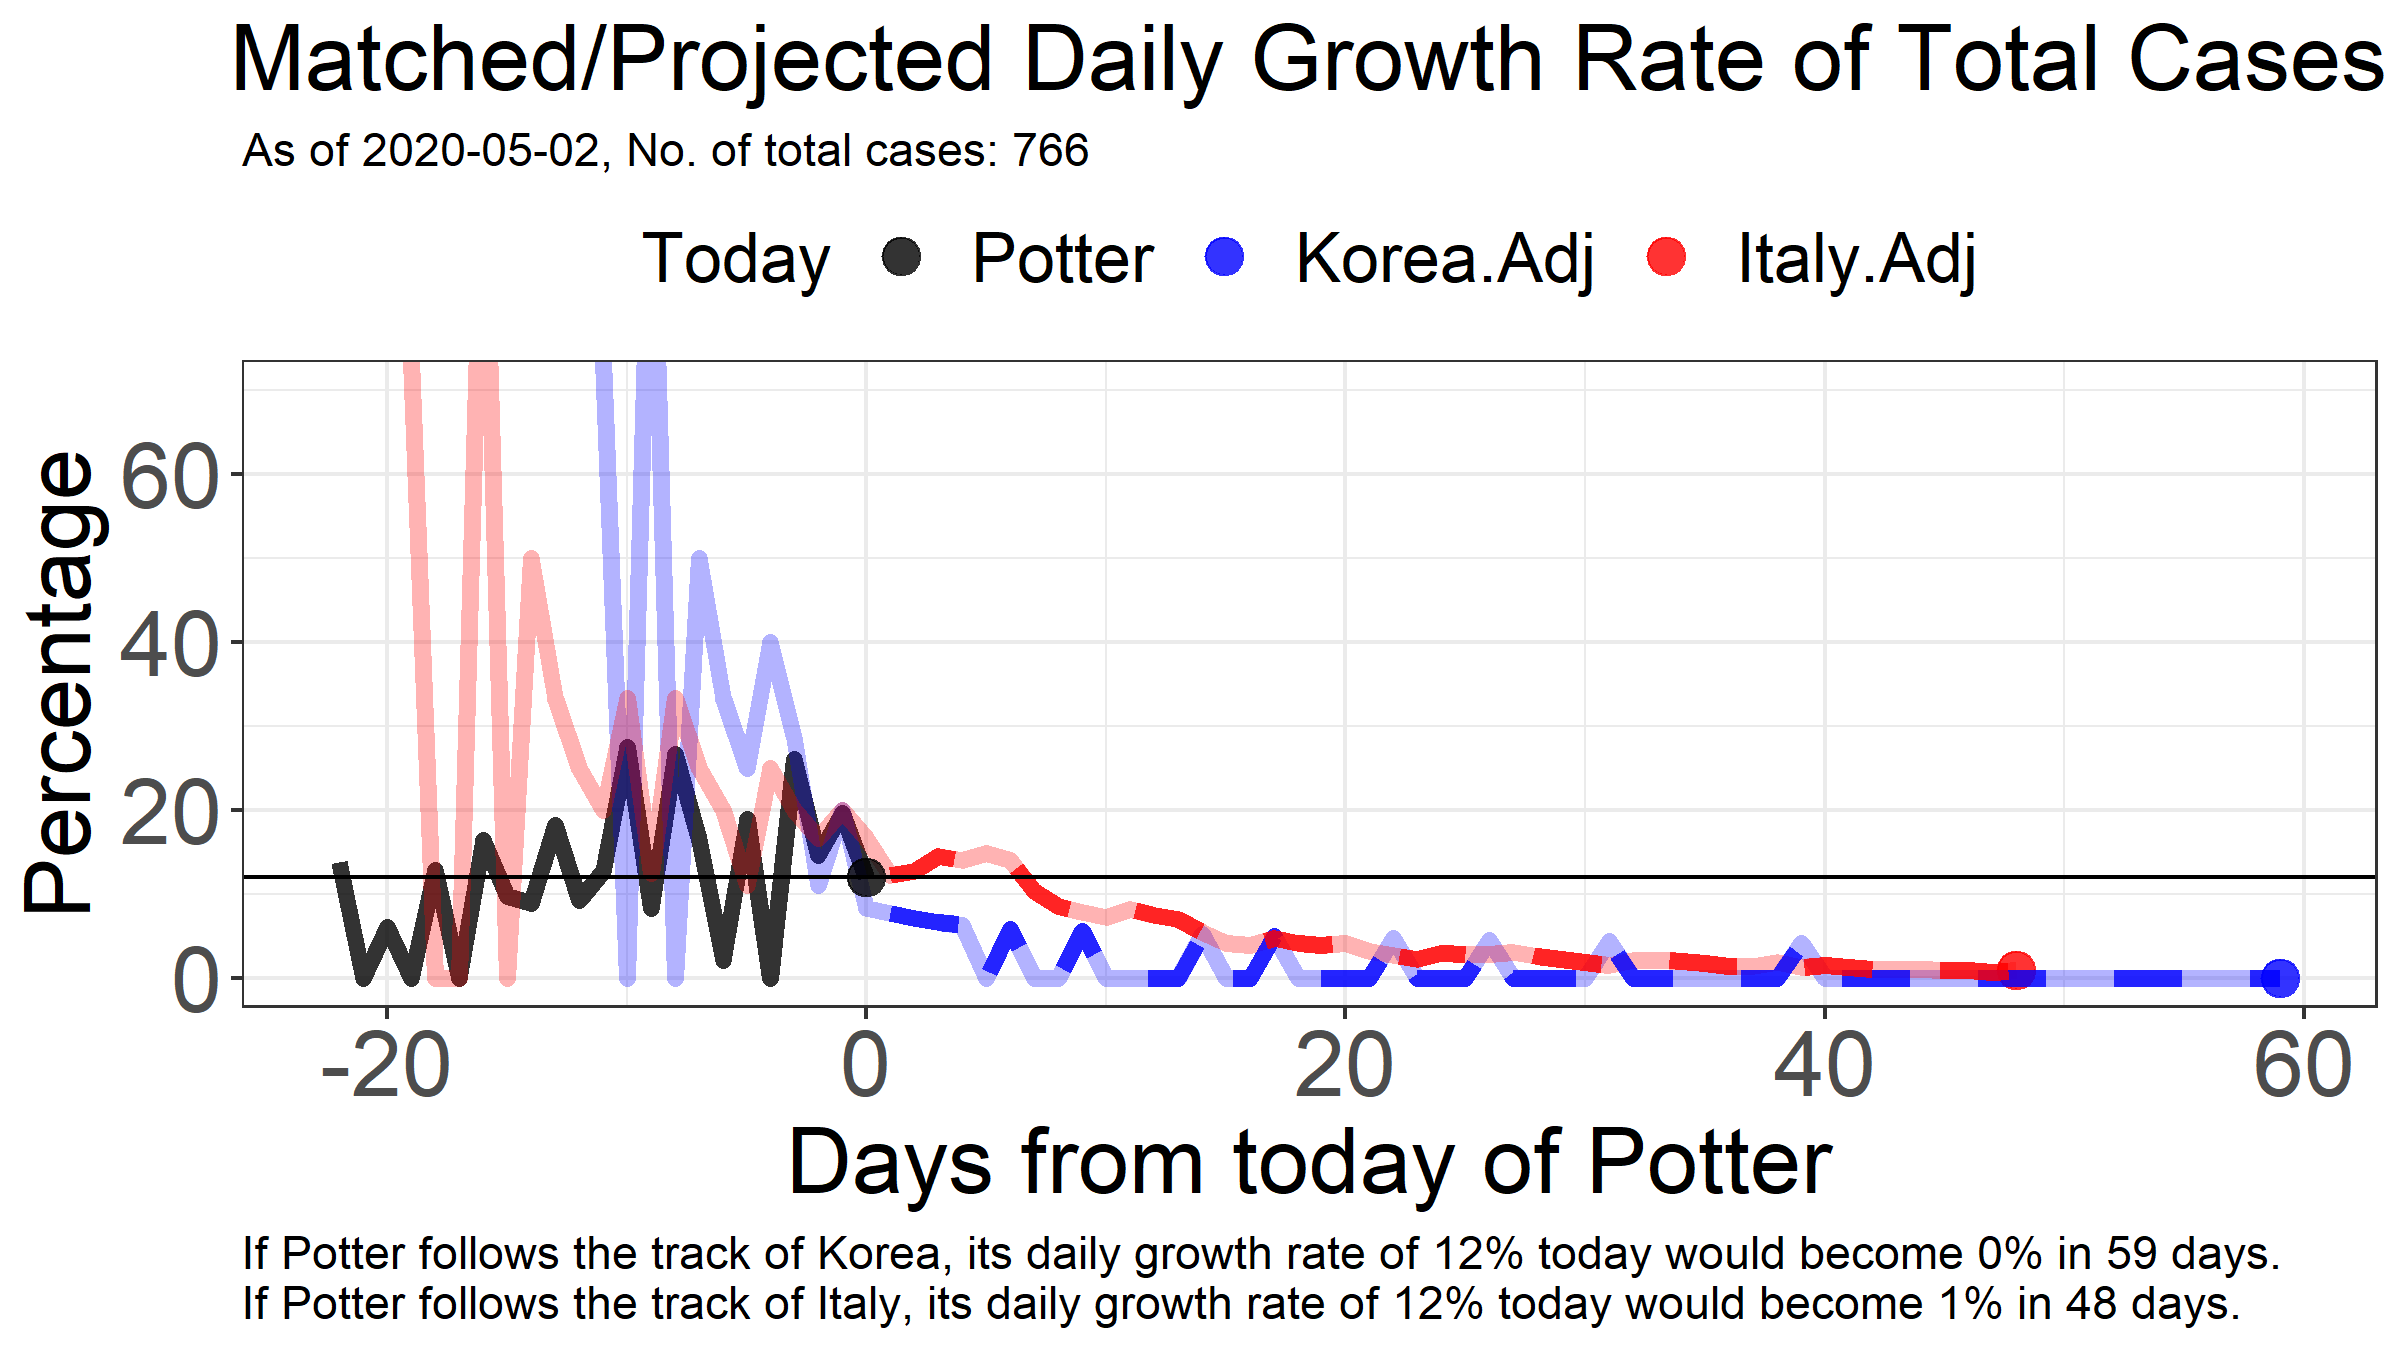 Matched/Projected Daily Growth Rate of Total Cases
As of 2020-05-02, No. of total cases: 766
Today Potter Korea.Adj Italy.Adj
Percentage
60
40
20
0
-20 0 20 40 60
Days from today of Potter
If Potter follows the track of Korea, its daily growth rate of 12% today would become 0% in 59 days.
If Potter follows the track of Italy, its daily growth rate of 12% today would become 1% in 48 days.